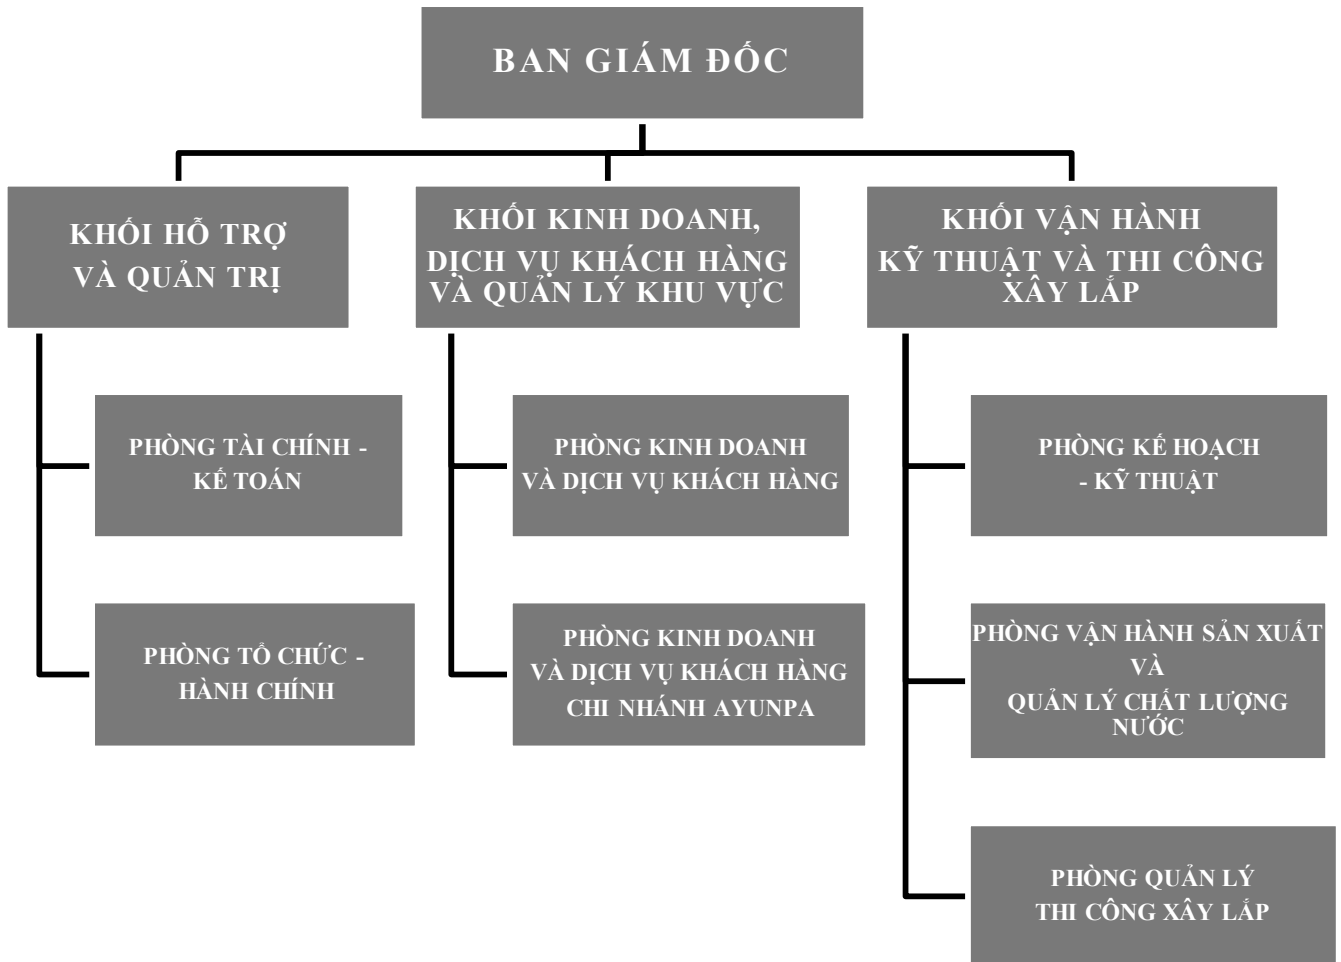 BAN GIÁM ĐỐC
KHỐI HỖ TRỢ
VÀ QUẢN TRỊ
KHỐI KINH DOANH,
DỊCH VỤ KHÁCH HÀNG
VÀ QUẢN LÝ KHU VỰC
KHỐI VẬN HÀNH
KỸ THUẬT VÀ THI CÔNG
XÂY LẮP
PHÒNG TÀI CHÍNH -
KẾ TOÁN
PHÒNG TỔ CHỨC -
HÀNH CHÍNH
PHÒNG KINH DOANH
VÀ DỊCH VỤ KHÁCH HÀNG
PHÒNG KINH DOANH
VÀ DỊCH VỤ KHÁCH HÀNG
CHI NHÁNH AYUNPA
PHÒNG KẾ HOẠCH
- KỸ THUẬT
PHÒNG VẬN HÀNH SẢN XUẤT
VÀ
QUẢN LÝ CHẤT LƯỢNG
NƯỚC
PHÒNG QUẢN LÝ
THI CÔNG XÂY LẮP